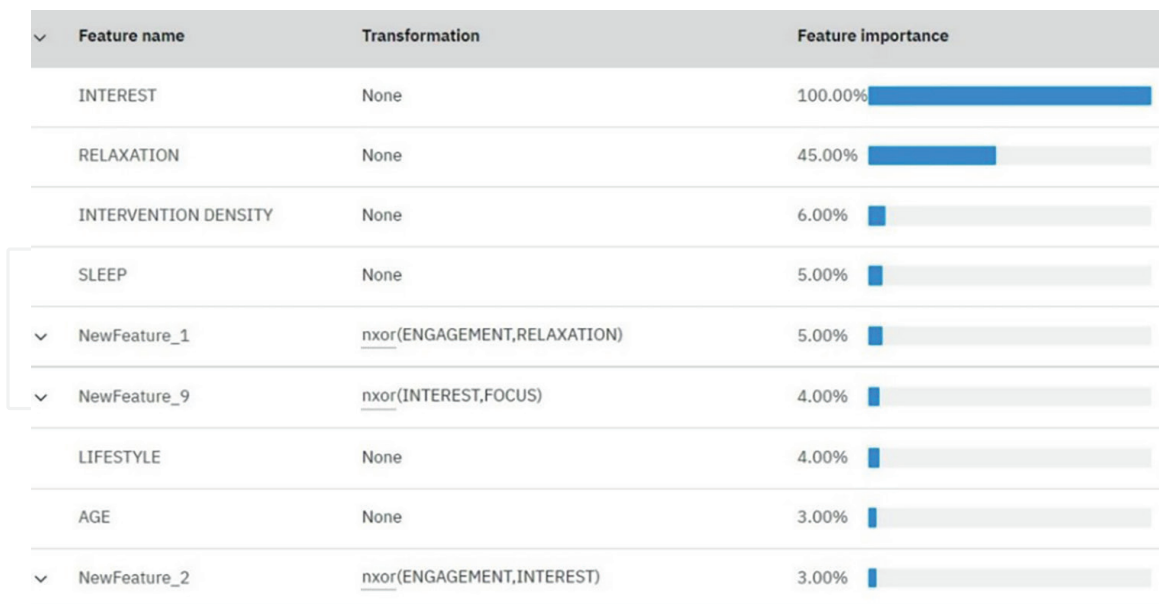 Feature name Transformation Feature importance
INTEREST None 100.00%
RELAXATION None 45.00%
INTERVENTION DENSITY None 6.00%
SLEEP None 5.00%
NewFeature_1 nxor(ENGAGEMENT,RELAXATION) 5.00%
NewFeature_9 nxor(INTEREST,FOCUS) 4.00%
LIFESTYLE None 4.00%
AGE None 3.00%
NewFeature_2 nxor(ENGAGEMENT,INTEREST) 3.00%